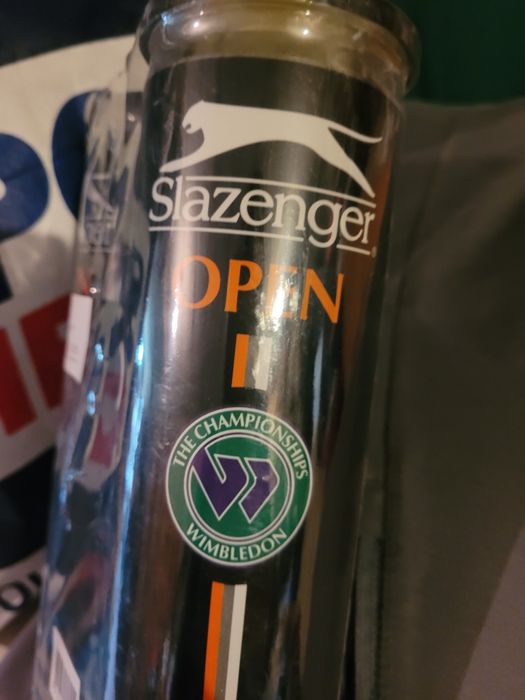 Slazenger
OPEN
THE CHAMPIONSHIPS
WIMBLEDON